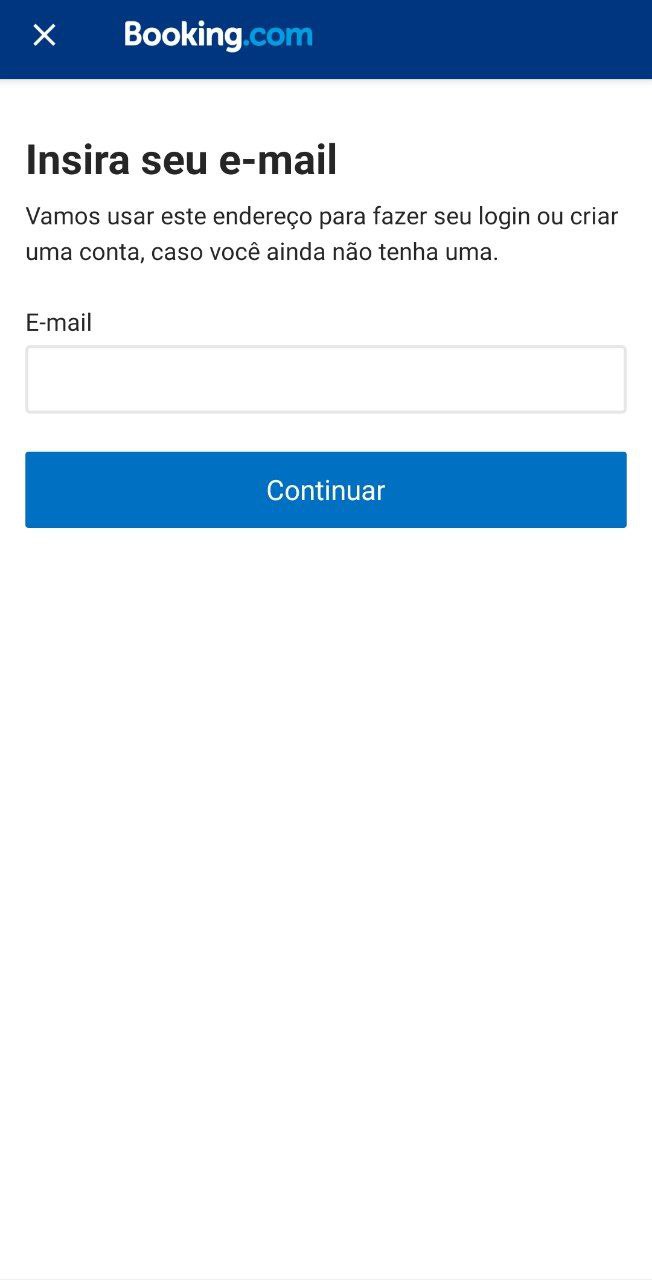 Booking.com
Insira seu e-mail
Vamos usar este endereço para fazer seu login ou criar
uma conta, caso você ainda não tenha uma.
E-mail
Continuar